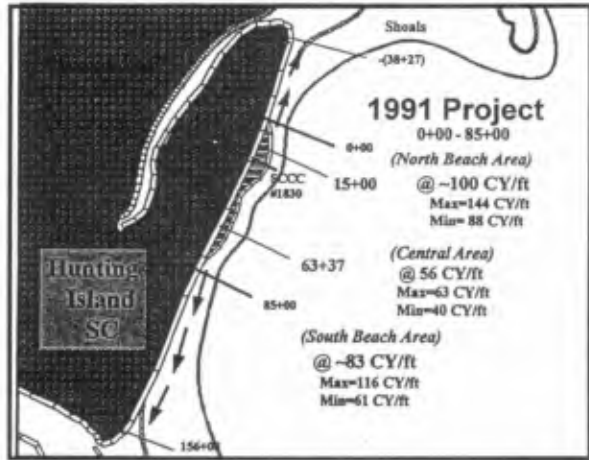 Shoals
-(38+27)
1991 Project
0+00 - 85+00
(North Beach Area)
@ ~100 CY/ft
Max=144 CY/ft
Min= 88 CY/ft
0+00
SCCC
#1830
15+00
(Central Area)
@ 56 CY/ft
Max=63 CY/ft
Min=40 CY/ft
63+37
Hunting
Island
SC
85+00
(South Beach Area)
@ ~83 CY/ft
Max=116 CY/ft
Min=61 CY/ft